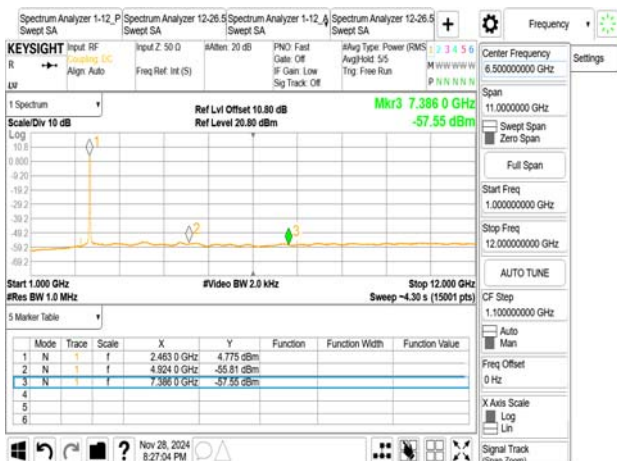 Spectrum Analyzer 1-12_P
Swept SA
Spectrum Analyzer 12-26.5
Swept SA
Spectrum Analyzer 1-12_A
Swept SA
Spectrum Analyzer 12-26.5
Swept SA
Frequency
KEYSIGHT
R
Input: RF
Coupling: DC
Align: Auto
Input Z: 50 Ω
Freq Ref: Int (S)
#Atten: 20 dB
PNO: Fast
Gate: Off
IF Gain: Low
Sig Track: Off
#Avg Type: Power (RMS)
Avg|Hold: 5/5
Trig: Free Run
1 2 3 4 5 6
M W W W W W
P N N N N N
1 Spectrum
Scale/Div 10 dB
Ref Lvl Offset 10.80 dB
Ref Level 20.80 dBm
Mkr3 7.386 0 GHz
-57.55 dBm
Log
10.8
0.800
-9.20
-19.2
-29.2
-39.2
-49.2
-59.2
-69.2
1
2
3
Start 1.000 GHz
#Res BW 1.0 MHz
#Video BW 2.0 kHz
Stop 12.000 GHz
Sweep ~4.30 s (15001 pts)
5 Marker Table
Mode Trace Scale X Y Function Function Width Function Value
1 N 1 f 2.463 0 GHz 4.775 dBm
2 N 1 f 4.924 0 GHz -55.81 dBm
3 N 1 f 7.386 0 GHz -57.55 dBm
4
5
6
Nov 28, 2024
8:27:04 PM
Center Frequency
6.500000000 GHz
Settings
Span
11.0000000 GHz
Swept Span
Zero Span
Full Span
Start Freq
1.000000000 GHz
Stop Freq
12.000000000 GHz
AUTO TUNE
CF Step
1.100000000 GHz
Auto
Man
Freq Offset
0 Hz
X Axis Scale
Log
Lin
Signal Track
(Span Zoom)